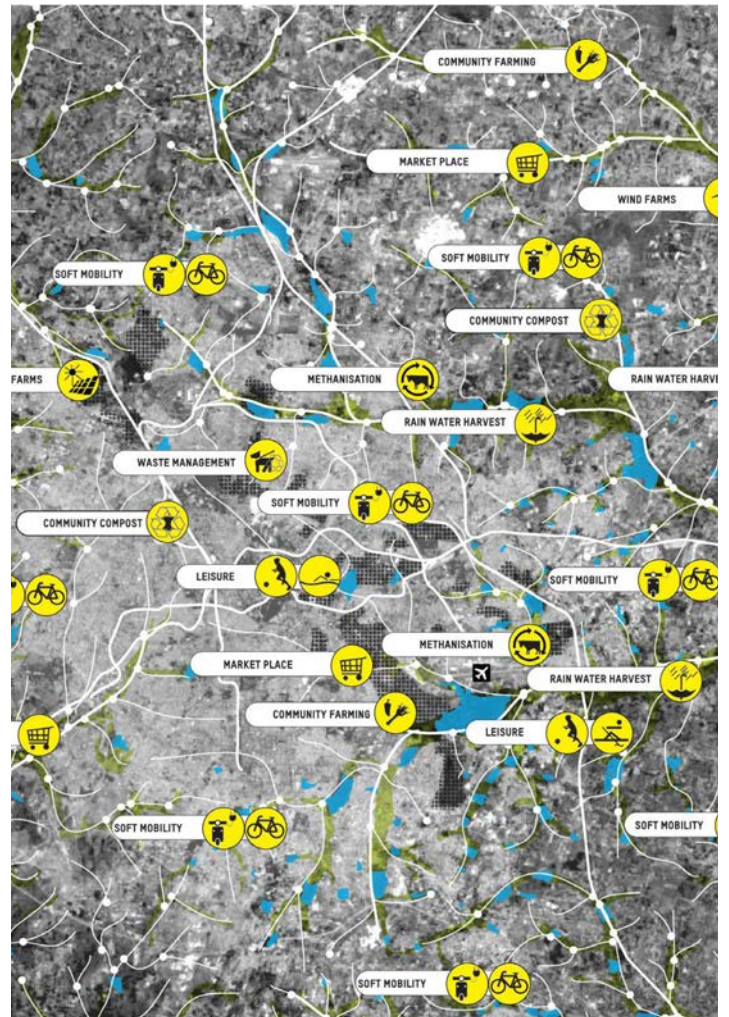 COMMUNITY FARMING
MARKET PLACE
WIND FARMS
SOFT MOBILITY
SOFT MOBILITY
COMMUNITY COMPOST
FARMS
METHANISATION
RAIN WATER HARVE
RAIN WATER HARVEST
WASTE MANAGEMENT
SOFT MOBILITY
COMMUNITY COMPOST
LEISURE
SOFT MOBILITY
METHANISATION
MARKET PLACE
RAIN WATER HARVEST
COMMUNITY FARMING
LEISURE
SOFT MOBILITY
SOFT MOBILITY
SOFT MOBILITY